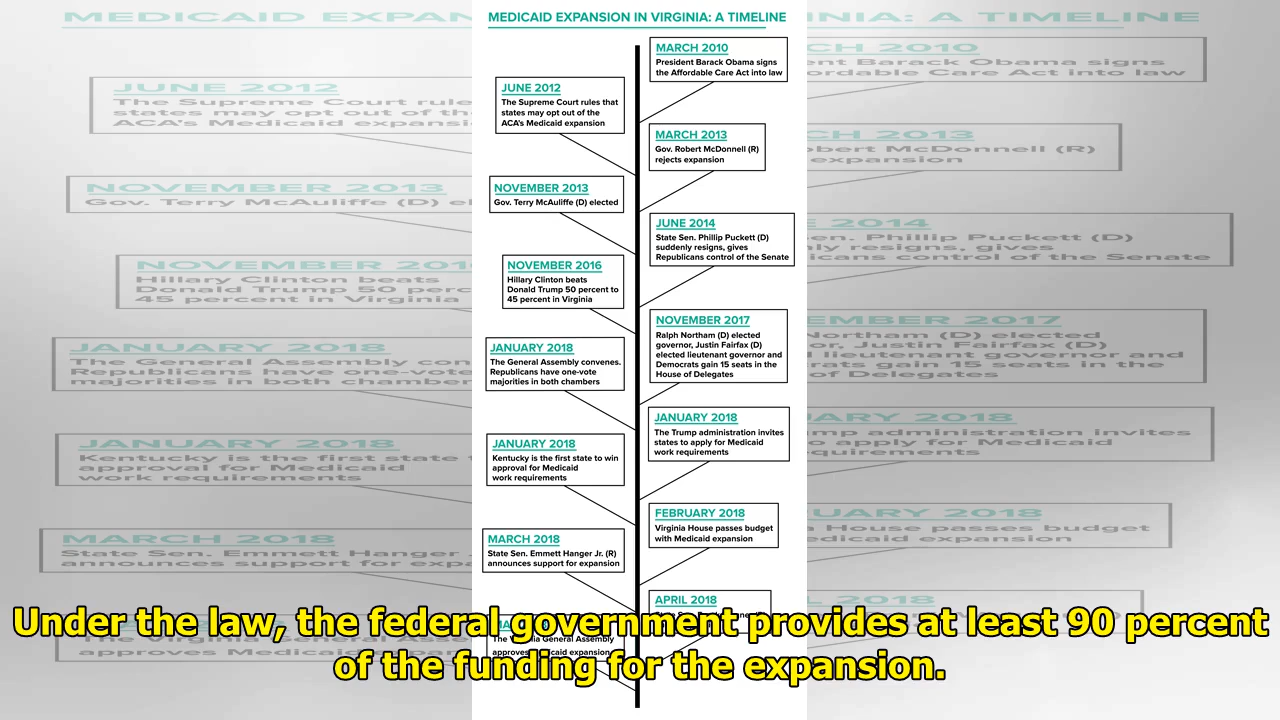 MEDICAID EXPANSION IN VIRGINIA: A TIMELINE
MARCH 2010
President Barack Obama signs
the Affordable Care Act into law
JUNE 2012
The Supreme Court rules that
states may opt out of the
ACA's Medicaid expansion
MARCH 2013
Gov. Robert McDonnell (R)
rejects expansion
NOVEMBER 2013
Gov. Terry McAuliffe (D) elected
JUNE 2014
State Sen. Phillip Puckett (D)
suddenly resigns, gives
Republicans control of the Senate
NOVEMBER 2016
Hillary Clinton beats
Donald Trump 50 percent to
45 percent in Virginia
NOVEMBER 2017
Ralph Northam (D) elected
governor, Justin Fairfax (D)
elected lieutenant governor and
Democrats gain 15 seats in the
House of Delegates
JANUARY 2018
The General Assembly convenes.
Republicans have one-vote
majorities in both chambers
JANUARY 2018
The Trump administration invites
states to apply for Medicaid
work requirements
JANUARY 2018
Kentucky is the first state to win
approval for Medicaid
work requirements
FEBRUARY 2018
Virginia House passes budget
with Medicaid expansion
MARCH 2018
State Sen. Emmett Hanger Jr. (R)
announces support for expansion
APRIL 2018
The Virginia General Assembly
approves Medicaid expansion
Under the law, the federal government provides at least 90 percent
of the funding for the expansion.